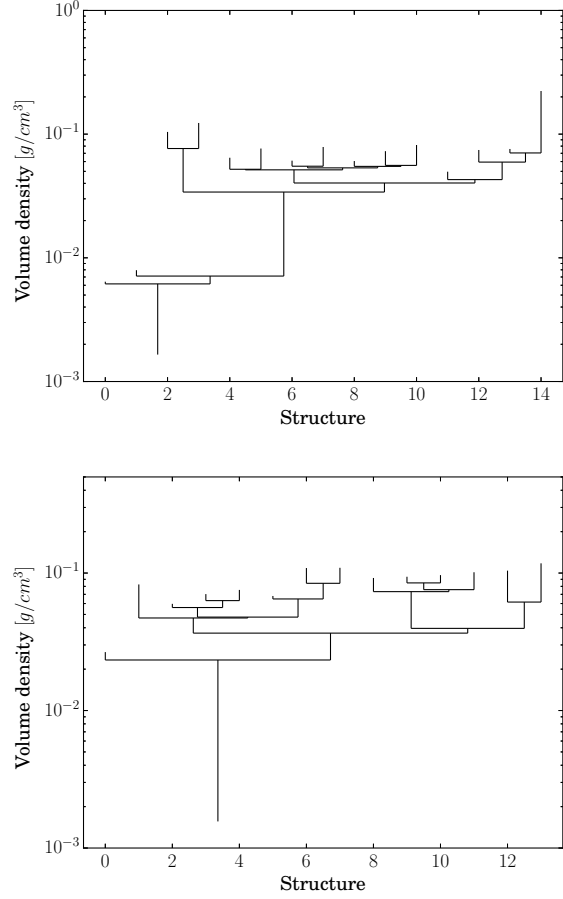 10^0
10^{-1}
10^{-2}
10^{-3}
Volume density [g/cm^3]
0 2 4 6 8 10 12 14
Structure
10^{-1}
10^{-2}
10^{-3}
Volume density [g/cm^3]
0 2 4 6 8 10 12
Structure